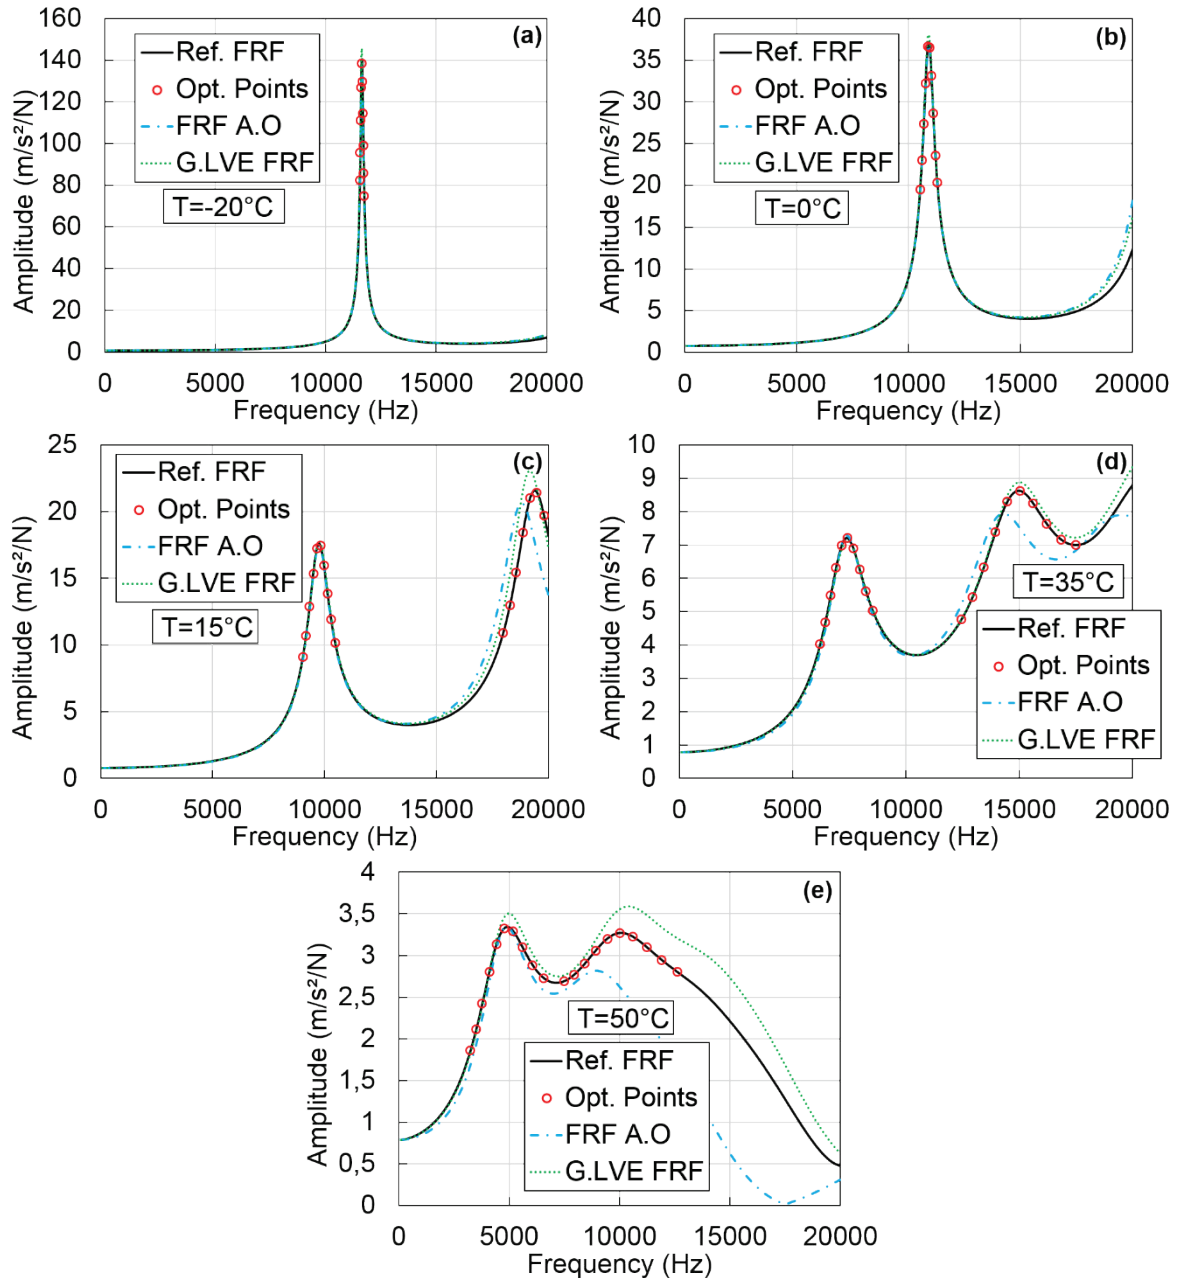 (a)
Amplitude (m/s²/N)
160
140
120
100
80
60
40
20
0
Ref. FRF
Opt. Points
FRF A.O
G.LVE FRF
T=-20°C
0 5000 10000 15000 20000
Frequency (Hz)
(b)
Amplitude (m/s²/N)
40
35
30
25
20
15
10
5
0
Ref. FRF
Opt. Points
FRF A.O
G.LVE FRF
T=0°C
0 5000 10000 15000 20000
Frequency (Hz)
(c)
Amplitude (m/s²/N)
25
20
15
10
5
0
Ref. FRF
Opt. Points
FRF A.O
G.LVE FRF
T=15°C
0 5000 10000 15000 20000
Frequency (Hz)
(d)
Amplitude (m/s²/N)
10
9
8
7
6
5
4
3
2
1
0
T=35°C
Ref. FRF
Opt. Points
FRF A.O
G.LVE FRF
0 5000 10000 15000 20000
Frequency (Hz)
(e)
Amplitude (m/s²/N)
4
3,5
3
2,5
2
1,5
1
0,5
0
T=50°C
Ref. FRF
Opt. Points
FRF A.O
G.LVE FRF
0 5000 10000 15000 20000
Frequency (Hz)